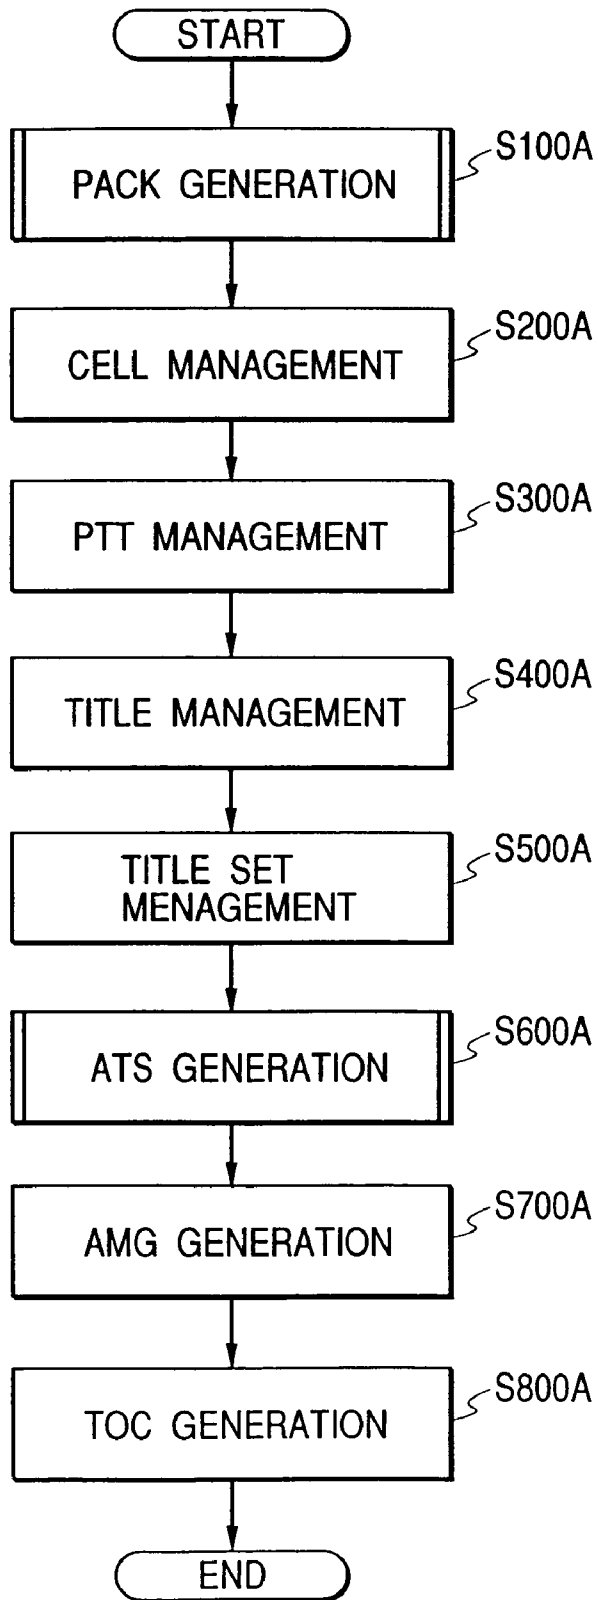 START
PACK GENERATION
S100A
CELL MANAGEMENT
S200A
PTT MANAGEMENT
S300A
TITLE MANAGEMENT
S400A
TITLE SET
MENAGEMENT
S500A
ATS GENERATION
S600A
AMG GENERATION
S700A
TOC GENERATION
S800A
END